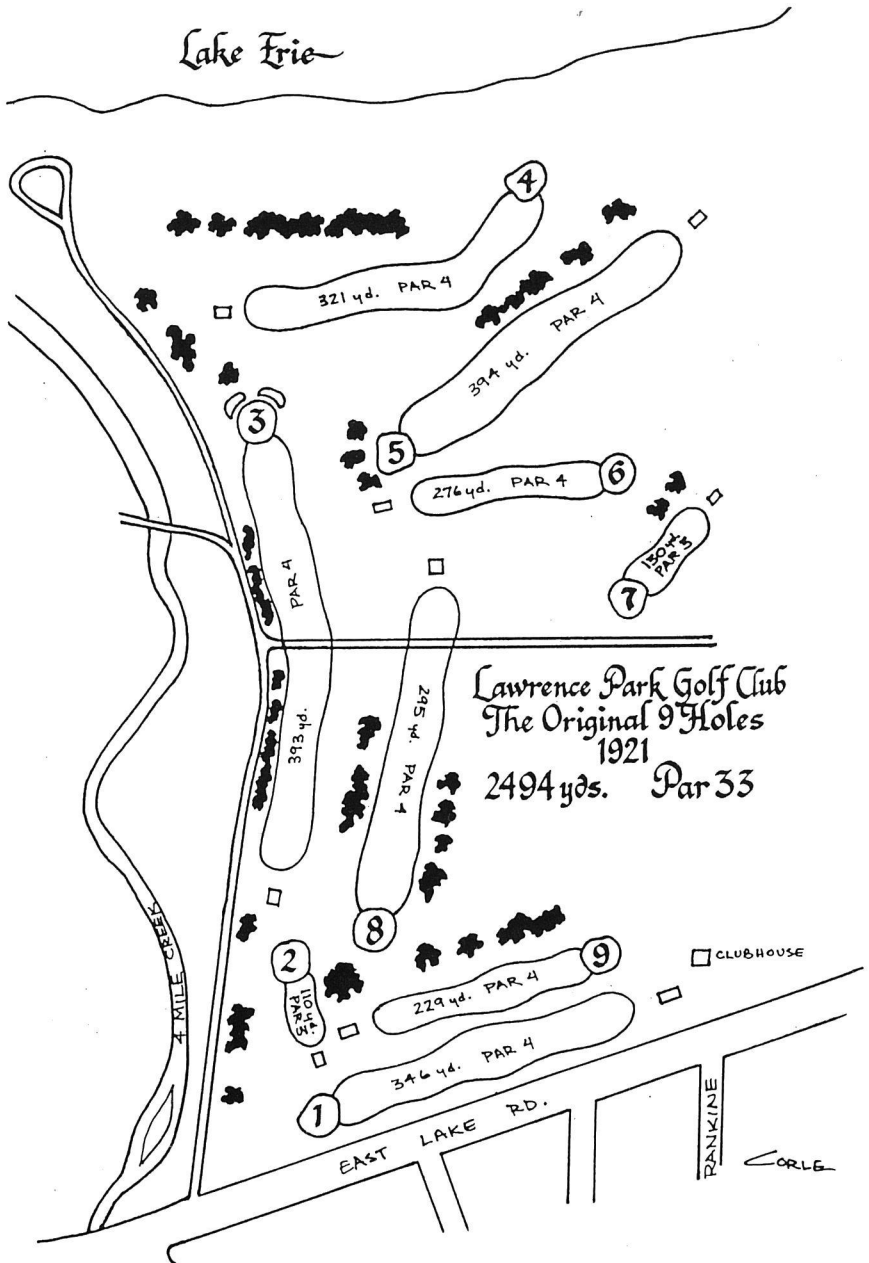 Lake Erie
4
321 yd. PAR 4
394 yd. PAR 4
3
5
276 yd. PAR 4
6
130 yd.
PAR 3
7
393 yd. PAR 4
295 yd. PAR 4
Lawrence Park Golf Club
The Original 9 Holes
1921
2494 yds. Par 33
8
4 MILE CREEK
2
110 yd.
PAR 3
9
229 yd. PAR 4
CLUBHOUSE
346 yd. PAR 4
1
EAST LAKE RD.
RANKINE
CORLE